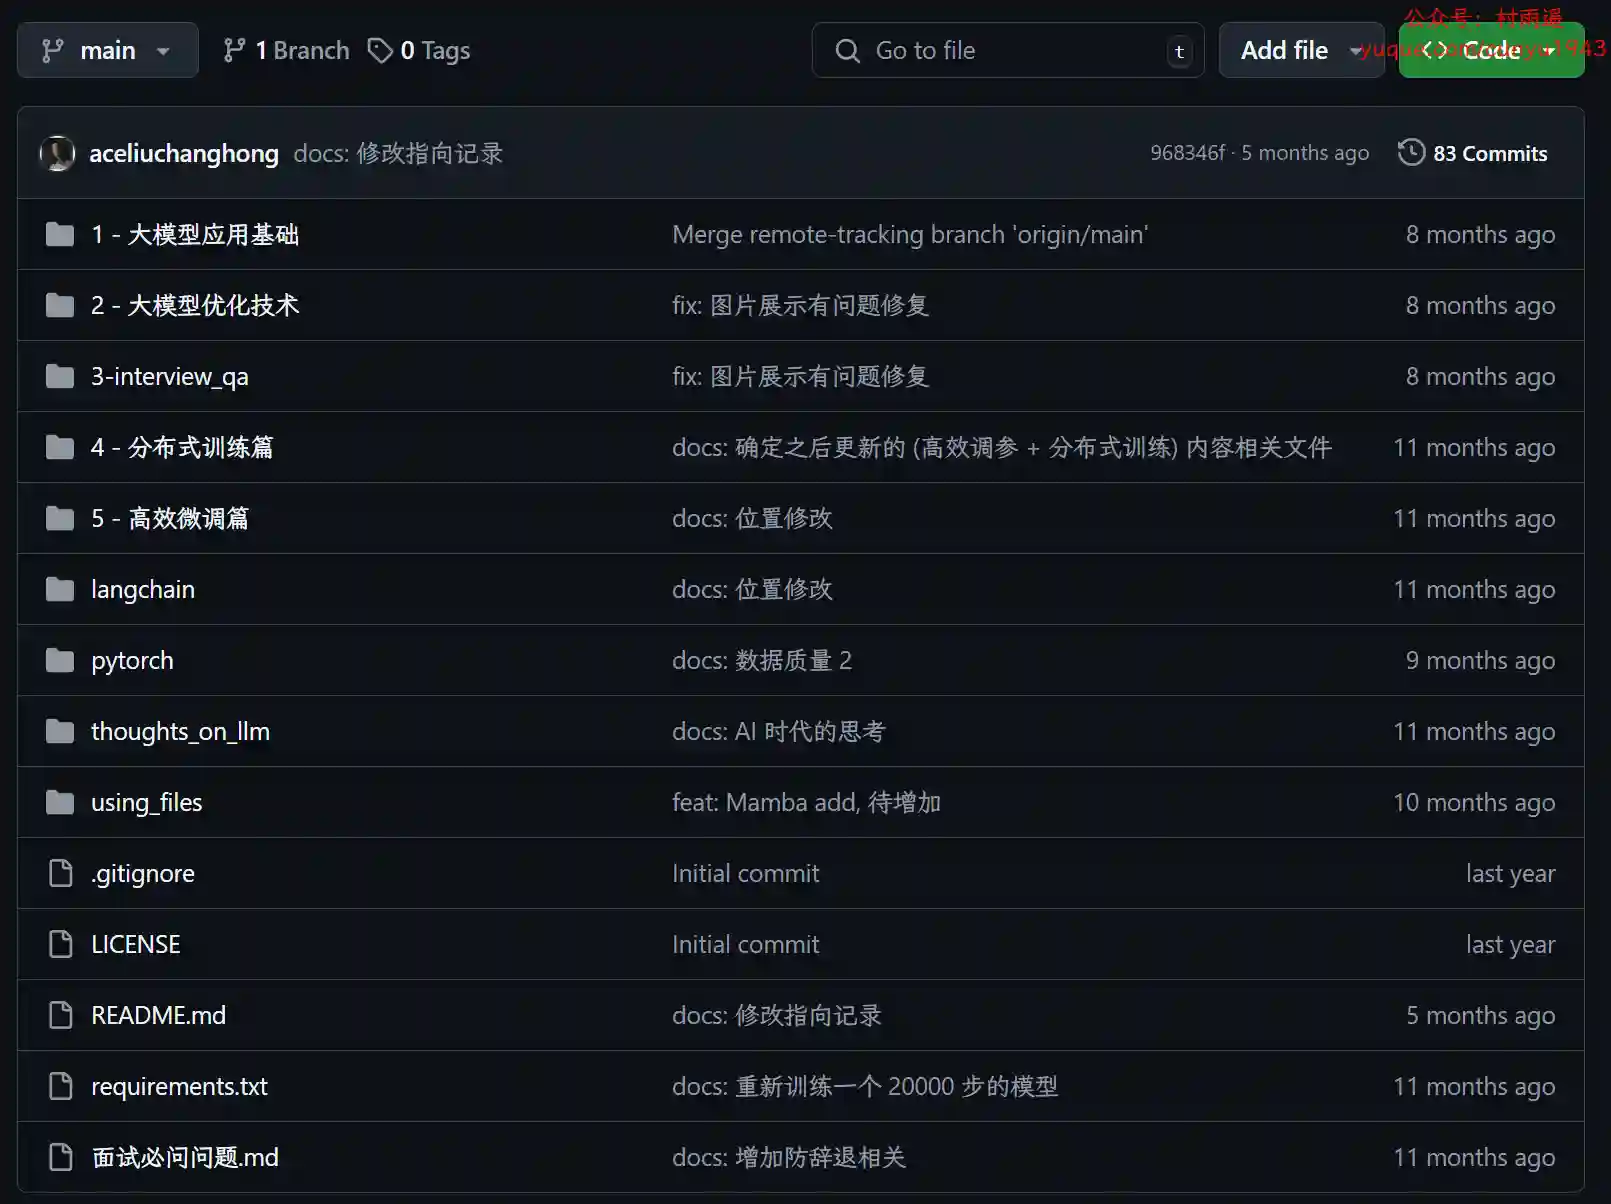 公众号：村雨遥
main
1 Branch
0 Tags
Go to file
t
Add file
Code
aceliuchanghong docs: 修改指向记录
968346f · 5 months ago
83 Commits
1 - 大模型应用基础
Merge remote-tracking branch 'origin/main'
8 months ago
2 - 大模型优化技术
fix: 图片展示有问题修复
8 months ago
3-interview_qa
fix: 图片展示有问题修复
8 months ago
4 - 分布式训练篇
docs: 确定之后更新的 (高效调参 + 分布式训练) 内容相关文件
11 months ago
5 - 高效微调篇
docs: 位置修改
11 months ago
langchain
docs: 位置修改
11 months ago
pytorch
docs: 数据质量 2
9 months ago
thoughts_on_llm
docs: AI 时代的思考
11 months ago
using_files
feat: Mamba add, 待增加
10 months ago
.gitignore
Initial commit
last year
LICENSE
Initial commit
last year
README.md
docs: 修改指向记录
5 months ago
requirements.txt
docs: 重新训练一个 20000 步的模型
11 months ago
面试必问问题.md
docs: 增加防辞退相关
11 months ago